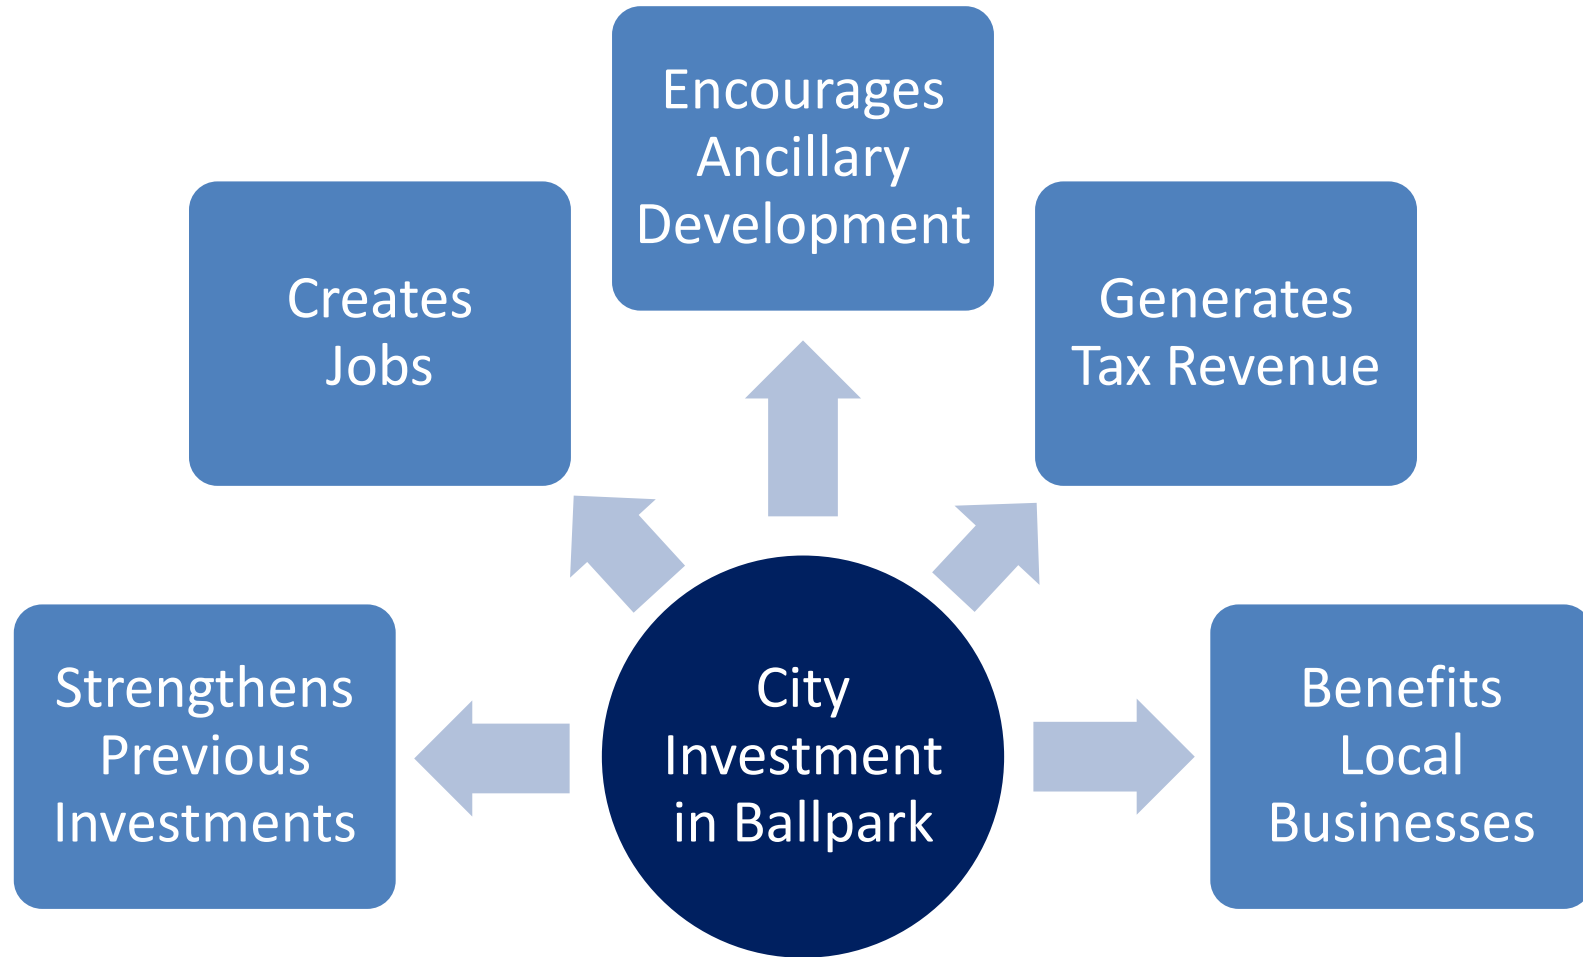 Encourages
Ancillary
Development
Creates
Jobs
Generates
Tax Revenue
Strengthens
Previous
Investments
City
Investment
in Ballpark
Benefits
Local
Businesses